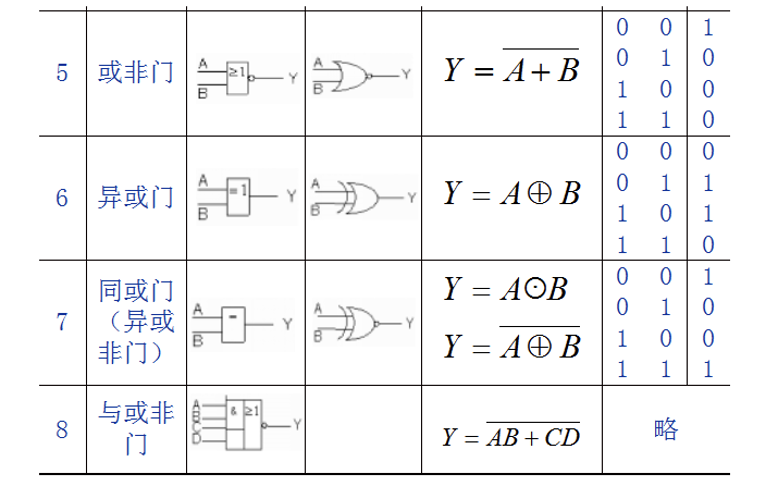 5 或非门 A B ≥1 Y A B Y Y = \overline{A + B}
0 0 1
0 1 0
1 0 0
1 1 0
6 异或门 A B =1 Y A B Y Y = A ⊕ B
0 0 0
0 1 1
1 0 1
1 1 0
7 同或门
（异或
非门）
A B = Y A B Y
Y = A⊙B
Y = \overline{A ⊕ B}
0 0 1
0 1 0
1 0 0
1 1 1
8 与或非
门
A B C D & ≥1 Y
Y = \overline{AB + CD}
略